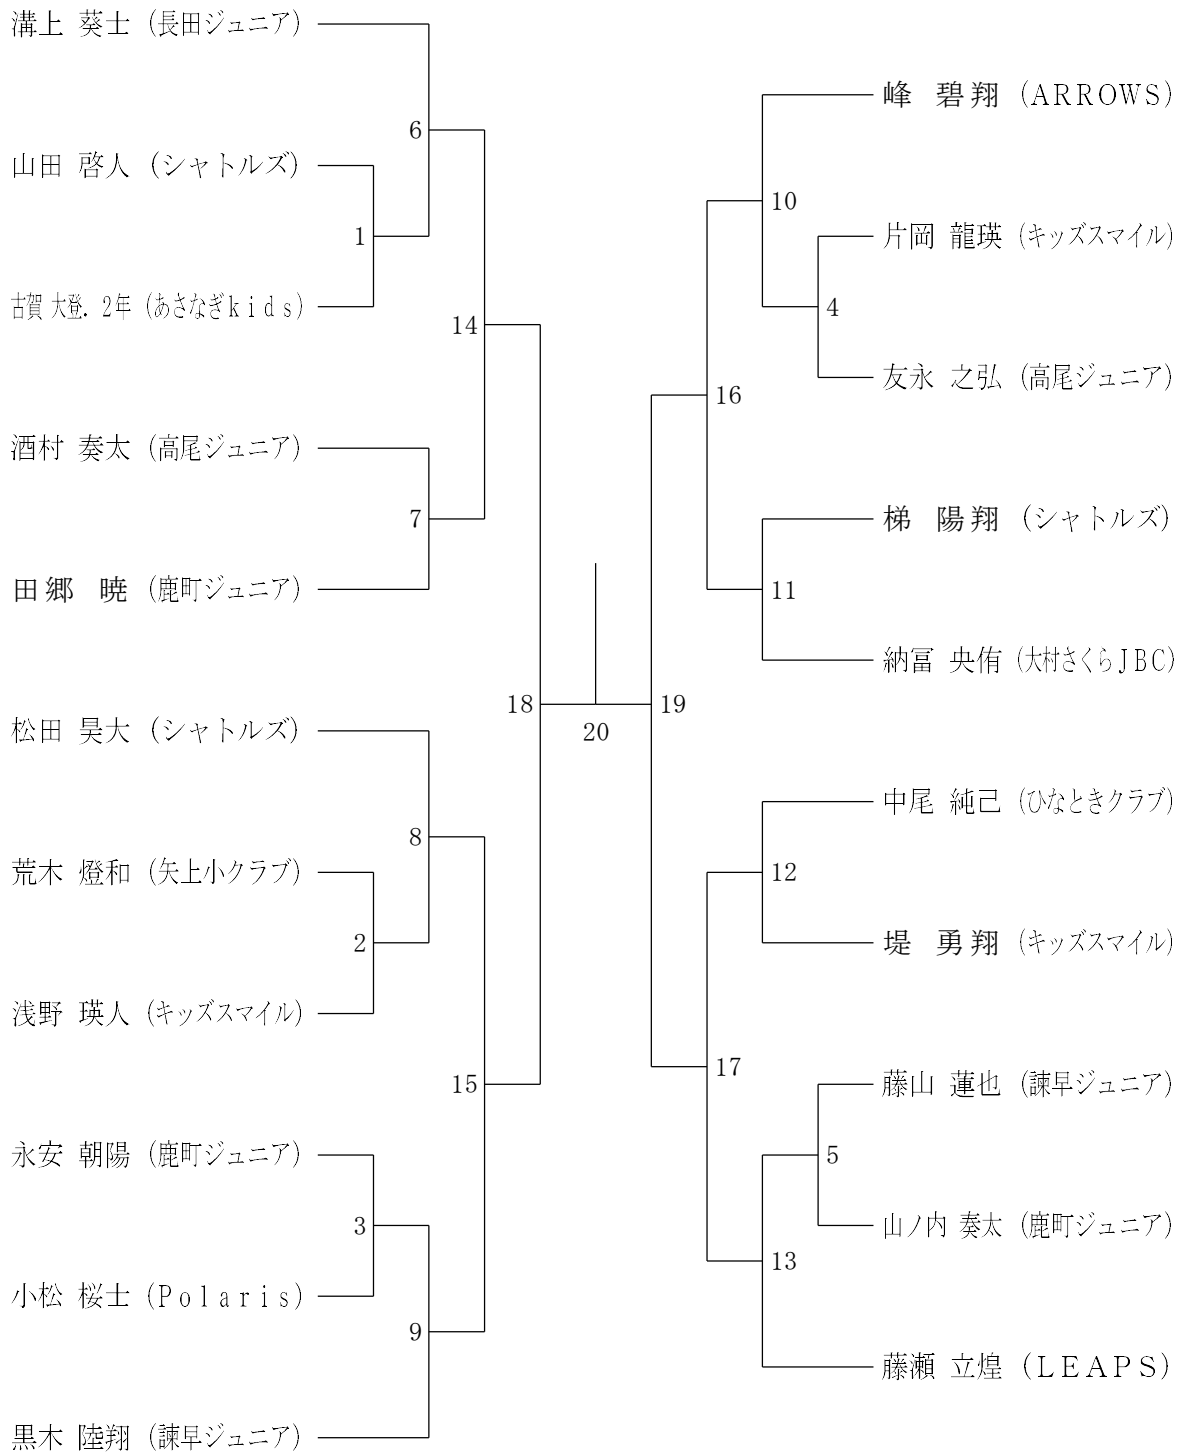 溝上 葵士 (長田ジュニア)
6
山田 啓人 (シャトルズ)
1
古賀 大登．2年 (あさなぎｋｉｄｓ)
14
酒村 奏太 (高尾ジュニア)
7
田郷 暁 (鹿町ジュニア)
18
松田 昊大 (シャトルズ)
8
荒木 燈和 (矢上小クラブ)
2
浅野 瑛人 (キッズスマイル)
15
永安 朝陽 (鹿町ジュニア)
3
小松 桜士 (Ｐｏｌａｒｉｓ)
9
黒木 陸翔 (諫早ジュニア)
20
峰 碧翔 (ＡＲＲＯＷＳ)
10
片岡 龍瑛 (キッズスマイル)
4
友永 之弘 (高尾ジュニア)
16
梯 陽翔 (シャトルズ)
11
納冨 央侑 (大村さくらＪＢＣ)
19
中尾 純己 (ひなときクラブ)
12
堤 勇翔 (キッズスマイル)
17
藤山 蓮也 (諫早ジュニア)
5
山ノ内 奏太 (鹿町ジュニア)
13
藤瀬 立煌 (ＬＥＡＰＳ)